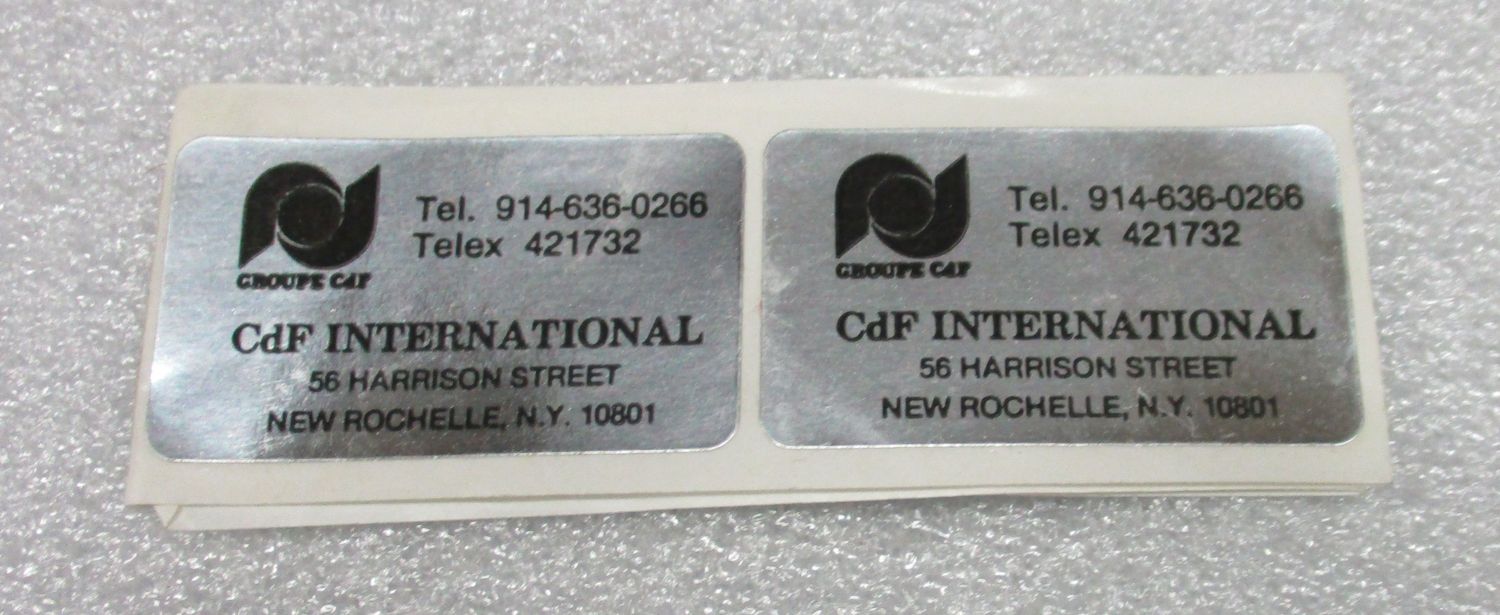 Tel. 914-636-0266
Telex 421732
GROUPE CdF
CdF INTERNATIONAL
56 HARRISON STREET
NEW ROCHELLE, N.Y. 10801
Tel. 914-636-0266
Telex 421732
GROUPE CdF
CdF INTERNATIONAL
56 HARRISON STREET
NEW ROCHELLE, N.Y. 10801